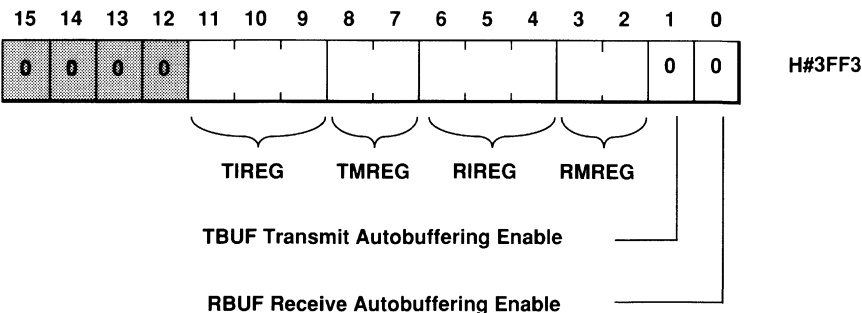 15 14 13 12 11 10 9 8 7 6 5 4 3 2 1 0
0 0 0 0 0 0 H#3FF3
TIREG TMREG RIREG RMREG
TBUF Transmit Autobuffering Enable
RBUF Receive Autobuffering Enable